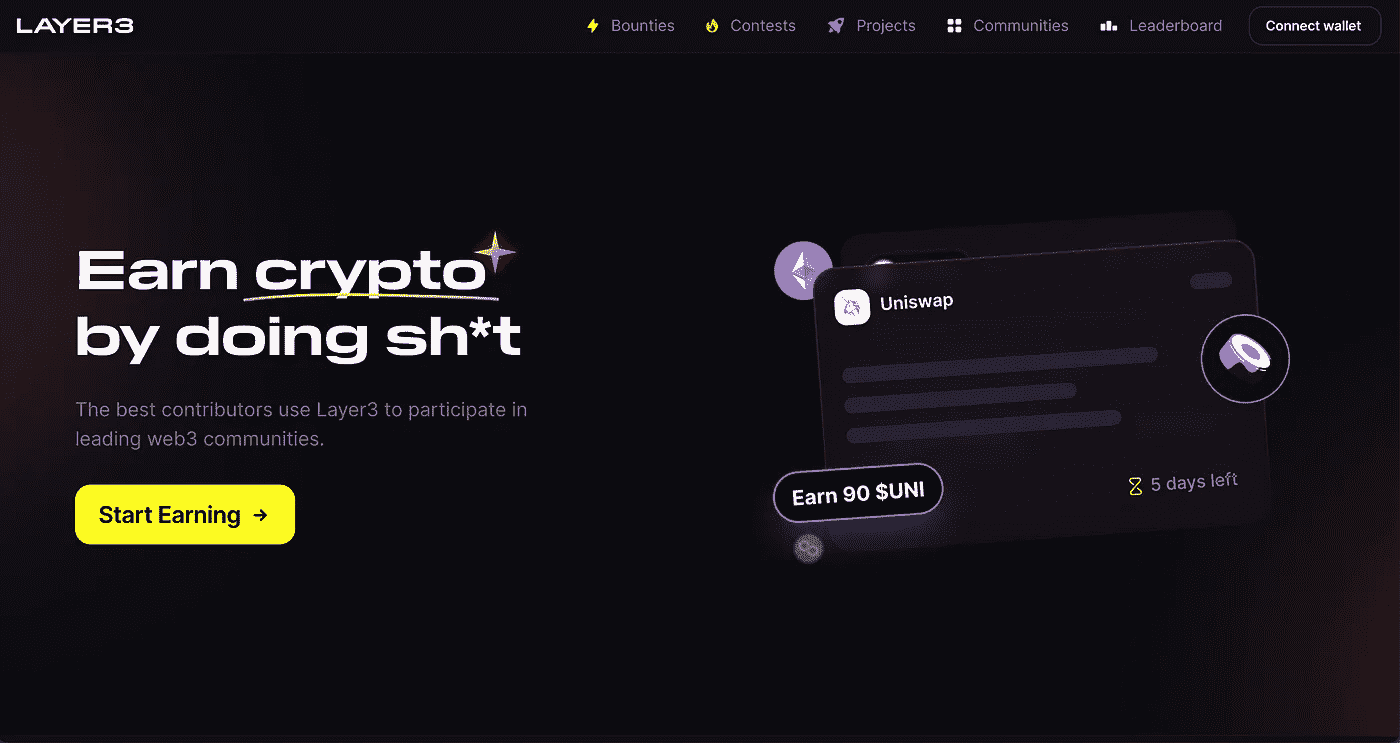 LAYER3
Bounties
Contests
Projects
Communities
Leaderboard
Connect wallet
Earn crypto
by doing sh*t
The best contributors use Layer3 to participate in
leading web3 communities.
Start Earning →
Uniswap
Earn 90 $UNI
5 days left